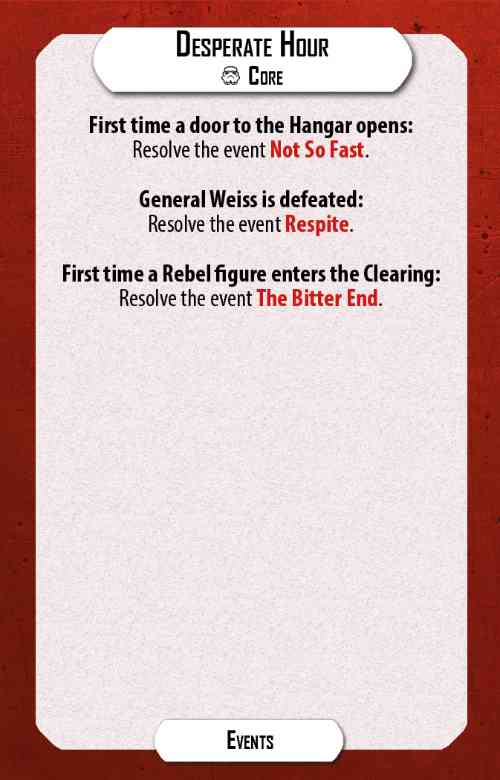 Desperate Hour
Core
First time a door to the Hangar opens:
Resolve the event Not So Fast.
General Weiss is defeated:
Resolve the event Respite.
First time a Rebel figure enters the Clearing:
Resolve the event The Bitter End.
Events